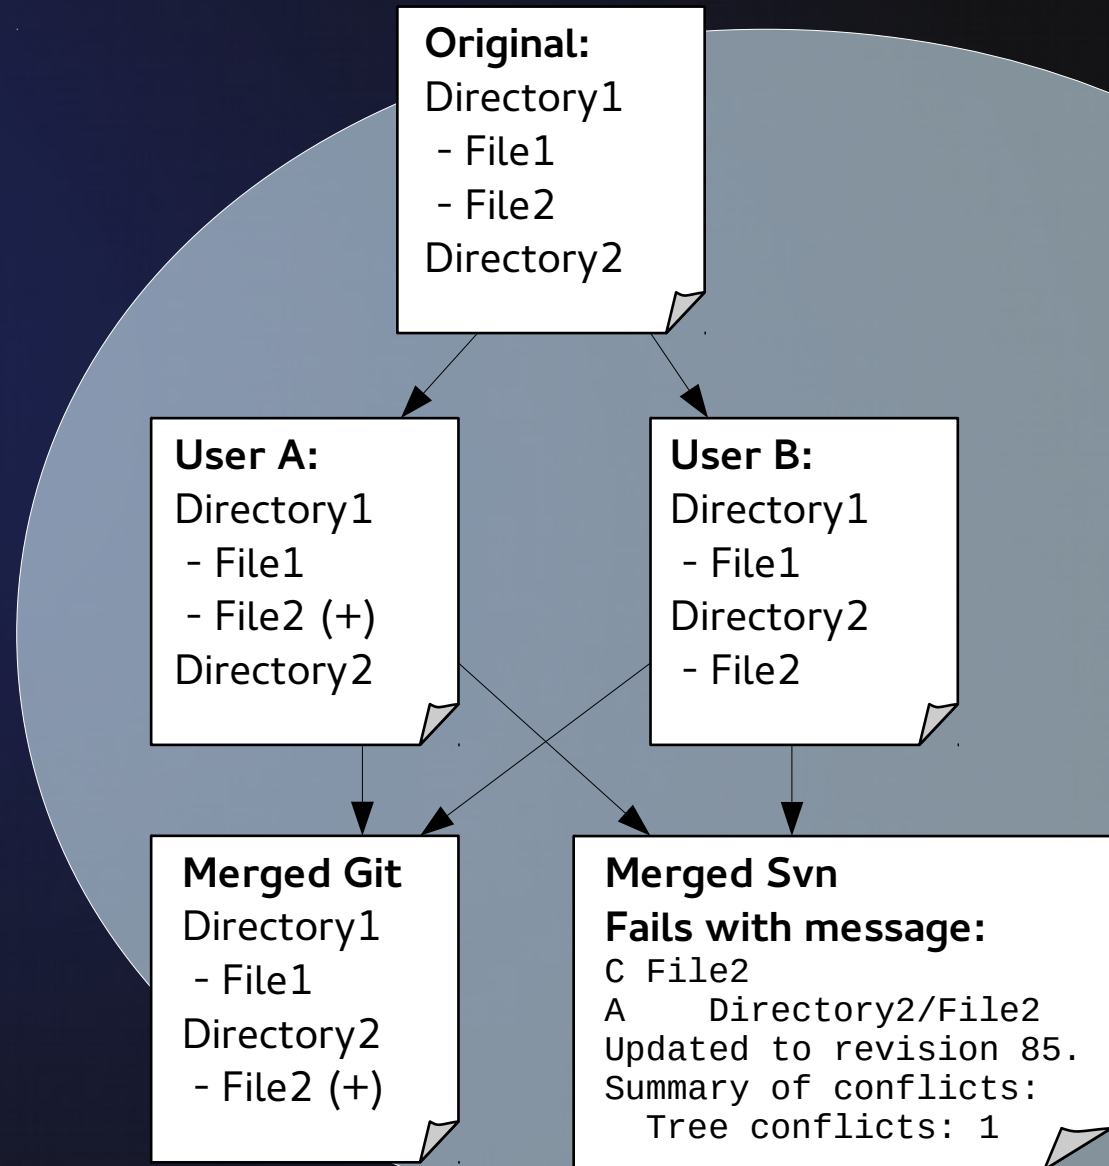 Original:
Directory1
- File1
- File2
Directory2
User A:
Directory1
- File1
- File2 (+)
Directory2
User B:
Directory1
- File1
Directory2
- File2
Merged Git
Directory1
- File1
Directory2
- File2 (+)
Merged Svn
Fails with message:
C File2
A    Directory2/File2
Updated to revision 85.
Summary of conflicts:
  Tree conflicts: 1